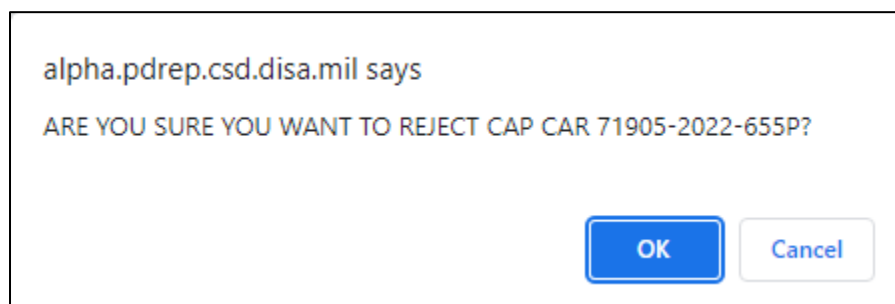 alpha.pdrep.csd.disa.mil says
ARE YOU SURE YOU WANT TO REJECT CAP CAR 71905-2022-655P?
OK
Cancel